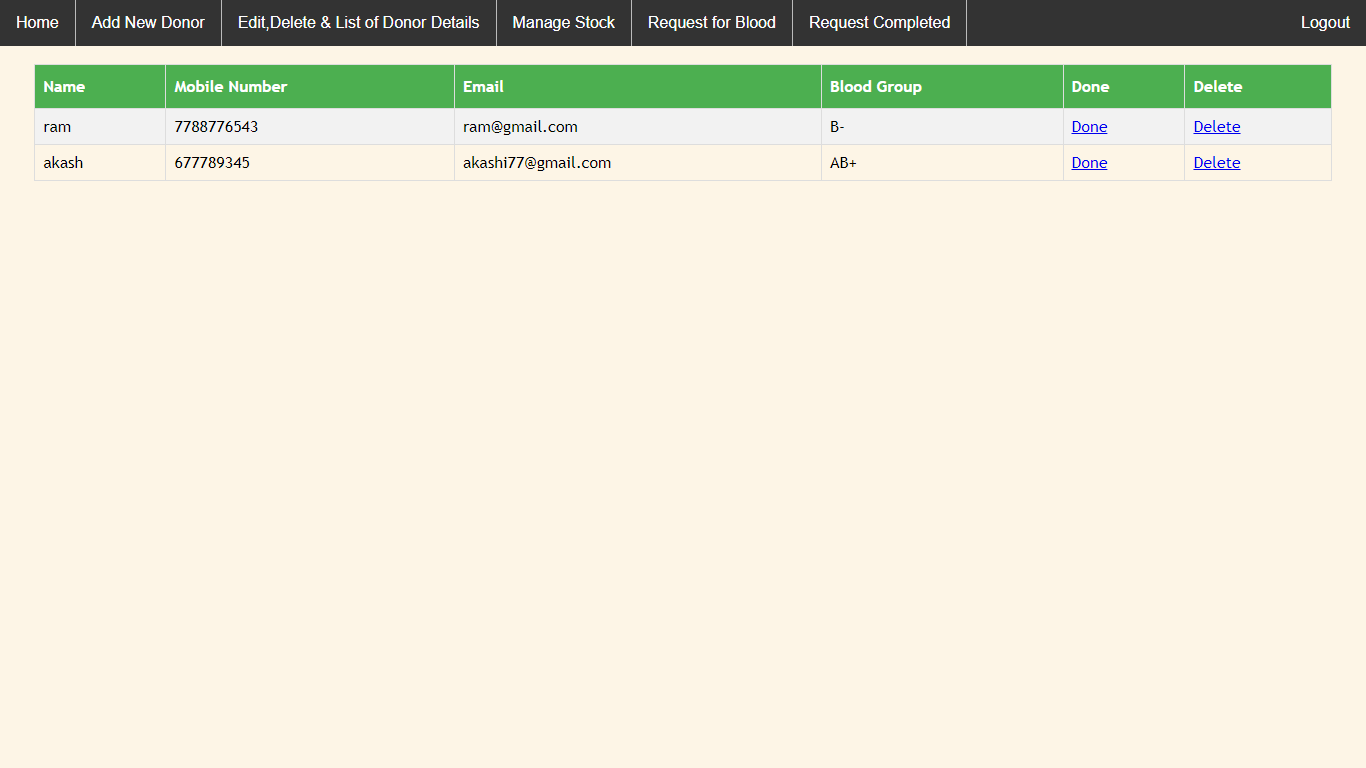 Home Add New Donor Edit,Delete & List of Donor Details Manage Stock Request for Blood Request Completed Logout
Name Mobile Number Email Blood Group Done Delete
ram 7788776543 ram@gmail.com B- Done Delete
akash 677789345 akashi77@gmail.com AB+ Done Delete